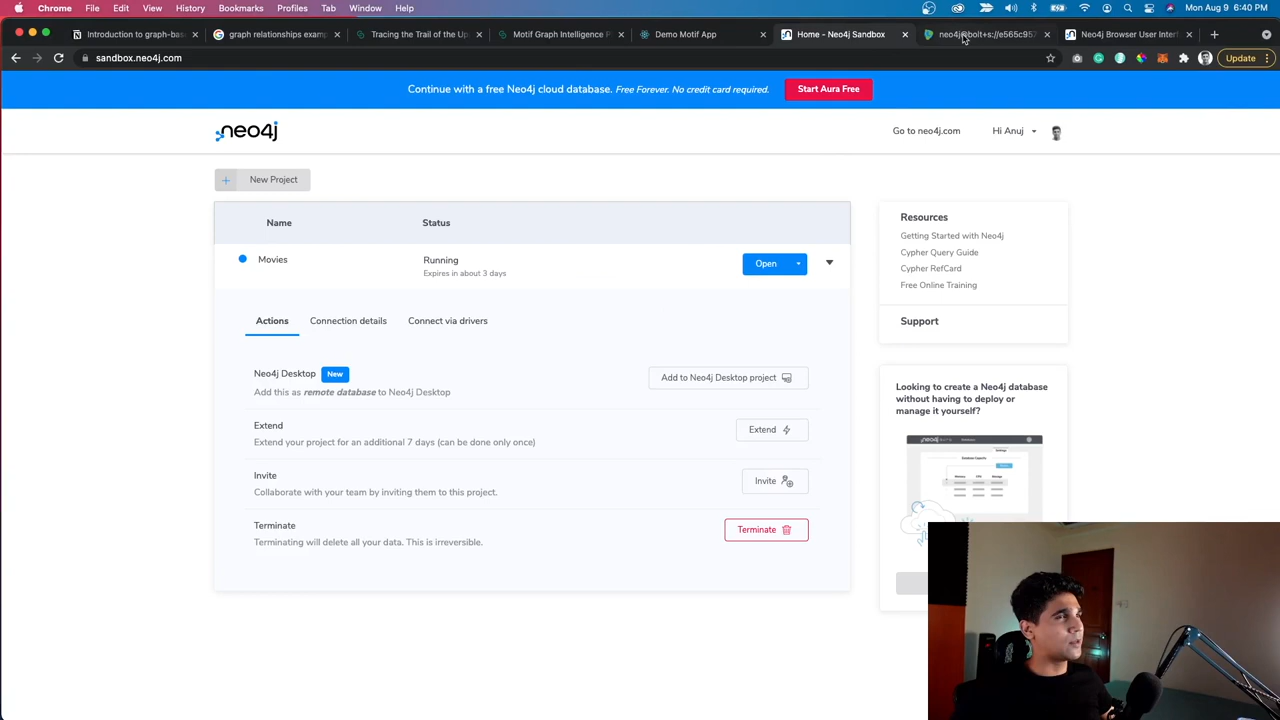 Chrome File Edit View History Bookmarks Profiles Tab Window Help Mon Aug 9 6:40 PM
Introduction to graph-bas
graph relationships examp
Tracing the Trail of the Up
Motif Graph Intelligence P
Demo Motif App
Home - Neo4j Sandbox
neo4j@bolt+s://e565c957
Neo4j Browser User Interf
sandbox.neo4j.com
Update
Continue with a free Neo4j cloud database. Free Forever. No credit card required.
Start Aura Free
neo4j
Go to neo4j.com
Hi Anuj
New Project
Name Status
Movies
Running
Expires in about 3 days
Open
Actions Connection details Connect via drivers
Neo4j Desktop New
Add this as remote database to Neo4j Desktop
Add to Neo4j Desktop project
Extend
Extend your project for an additional 7 days (can be done only once)
Extend
Invite
Collaborate with your team by inviting them to this project.
Invite
Terminate
Terminating will delete all your data. This is irreversible.
Terminate
Resources
Getting Started with Neo4j
Cypher Query Guide
Cypher RefCard
Free Online Training
Support
Looking to create a Neo4j database
without having to deploy or
manage it yourself?